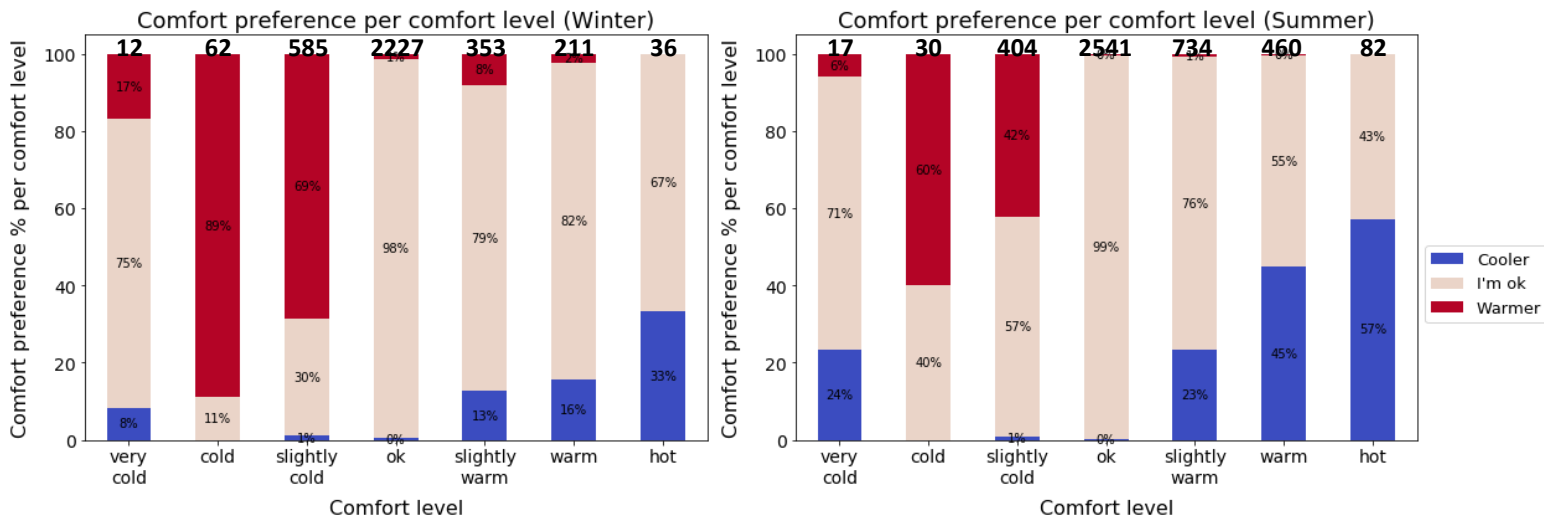 Comfort preference per comfort level (Winter)
12 62 585 2227 353 211 36
Comfort preference % per comfort level
100
80
60
40
20
0
17%
75%
8%
89%
11%
69%
30%
1%
1%
98%
0%
8%
79%
13%
2%
82%
16%
67%
33%
very cold
cold
slightly cold
ok
slightly warm
warm
hot
Comfort level
Comfort preference per comfort level (Summer)
17 30 404 2541 734 460 82
Comfort preference % per comfort level
100
80
60
40
20
0
6%
71%
24%
60%
40%
42%
57%
1%
0%
99%
0%
1%
76%
23%
0%
55%
45%
43%
57%
very cold
cold
slightly cold
ok
slightly warm
warm
hot
Comfort level
Cooler
I'm ok
Warmer